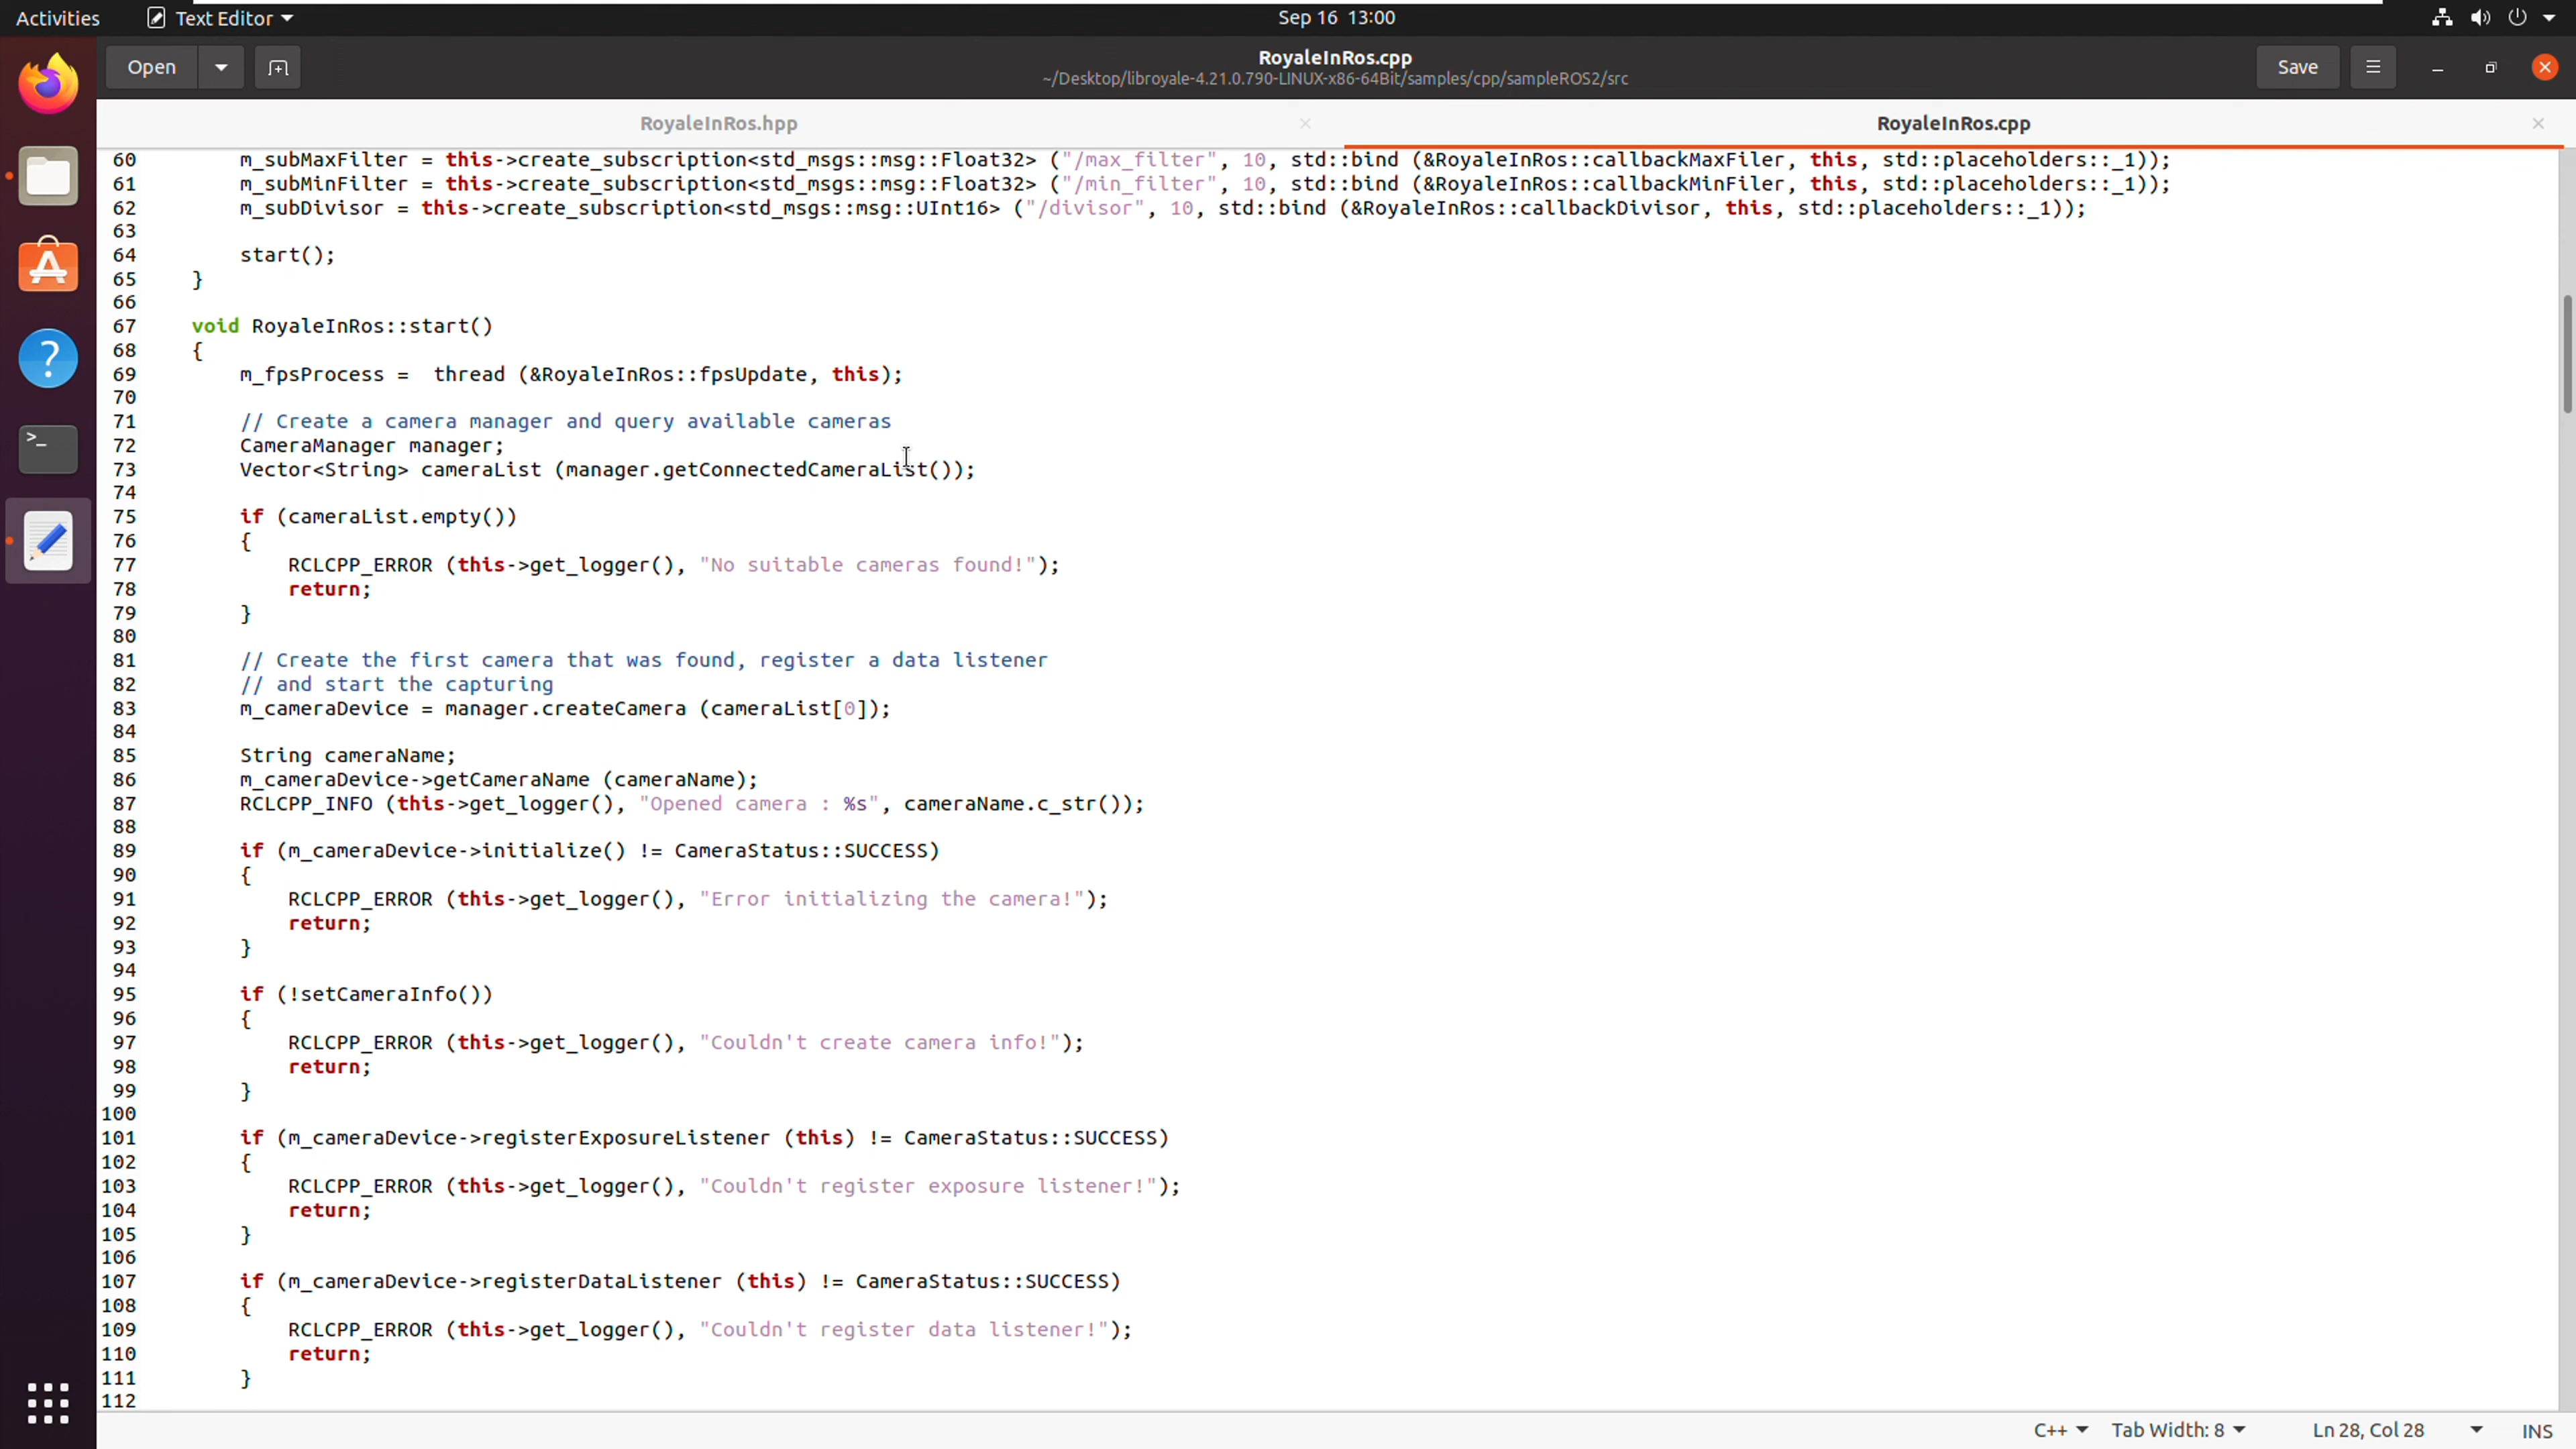 Activities Text Editor Sep 16 13:00
Open RoyaleInRos.cpp Save
~/Desktop/libroyale-4.21.0.790-LINUX-x86-64Bit/samples/cpp/sampleROS2/src
RoyaleInRos.hpp RoyaleInRos.cpp
60 m_subMaxFilter = this->create_subscription<std_msgs::msg::Float32> ("/max_filter", 10, std::bind (&RoyaleInRos::callbackMaxFiler, this, std::placeholders::_1));
61 m_subMinFilter = this->create_subscription<std_msgs::msg::Float32> ("/min_filter", 10, std::bind (&RoyaleInRos::callbackMinFiler, this, std::placeholders::_1));
62 m_subDivisor = this->create_subscription<std_msgs::msg::UInt16> ("/divisor", 10, std::bind (&RoyaleInRos::callbackDivisor, this, std::placeholders::_1));
63
64 start();
65 }
66
67 void RoyaleInRos::start()
68 {
69 m_fpsProcess =  thread (&RoyaleInRos::fpsUpdate, this);
70
71 // Create a camera manager and query available cameras
72 CameraManager manager;
73 Vector<String> cameraList (manager.getConnectedCameraList());
74
75 if (cameraList.empty())
76 {
77 RCLCPP_ERROR (this->get_logger(), "No suitable cameras found!");
78 return;
79 }
80
81 // Create the first camera that was found, register a data listener
82 // and start the capturing
83 m_cameraDevice = manager.createCamera (cameraList[0]);
84
85 String cameraName;
86 m_cameraDevice->getCameraName (cameraName);
87 RCLCPP_INFO (this->get_logger(), "Opened camera : %s", cameraName.c_str());
88
89 if (m_cameraDevice->initialize() != CameraStatus::SUCCESS)
90 {
91 RCLCPP_ERROR (this->get_logger(), "Error initializing the camera!");
92 return;
93 }
94
95 if (!setCameraInfo())
96 {
97 RCLCPP_ERROR (this->get_logger(), "Couldn't create camera info!");
98 return;
99 }
100
101 if (m_cameraDevice->registerExposureListener (this) != CameraStatus::SUCCESS)
102 {
103 RCLCPP_ERROR (this->get_logger(), "Couldn't register exposure listener!");
104 return;
105 }
106
107 if (m_cameraDevice->registerDataListener (this) != CameraStatus::SUCCESS)
108 {
109 RCLCPP_ERROR (this->get_logger(), "Couldn't register data listener!");
110 return;
111 }
112
C++ Tab Width: 8 Ln 28, Col 28 INS